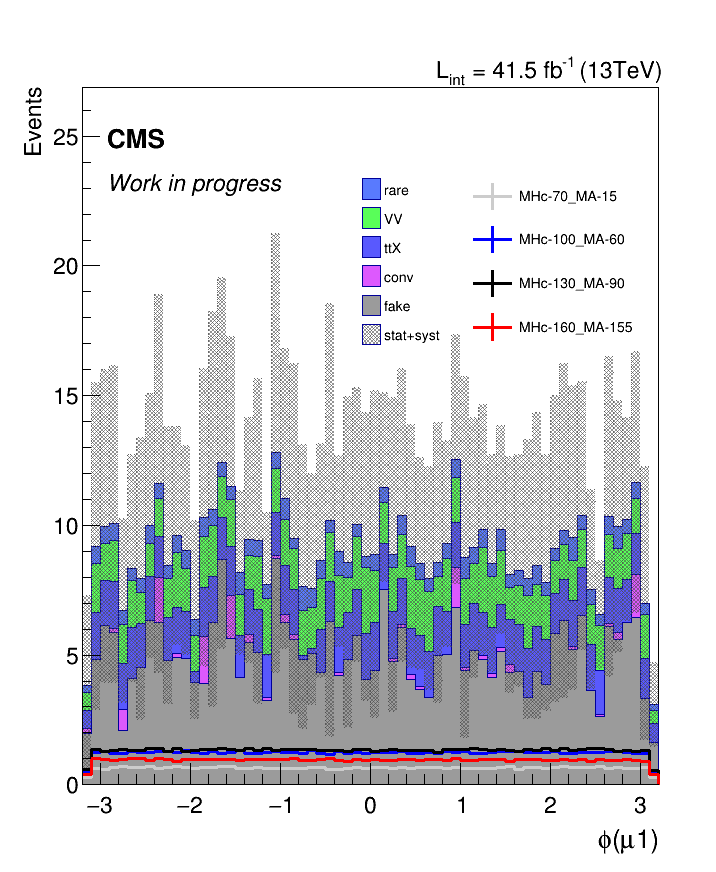 L_int = 41.5 fb^-1 (13TeV)
Events
CMS
Work in progress
rare
VV
ttX
conv
fake
stat+syst
MHc-70_MA-15
MHc-100_MA-60
MHc-130_MA-90
MHc-160_MA-155
25
20
15
10
5
0
−3 −2 −1 0 1 2 3
ϕ(μ1)